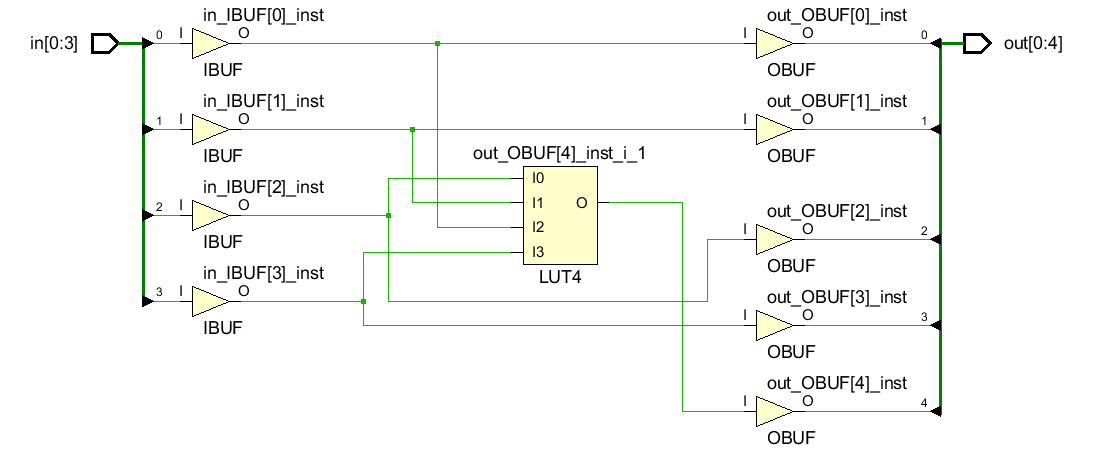 in_IBUF[0]_inst
out_OBUF[0]_inst
in[0:3]
0
I
O
I
O
0
out[0:4]
IBUF
OBUF
in_IBUF[1]_inst
out_OBUF[1]_inst
1
I
O
I
O
1
IBUF
OBUF
out_OBUF[4]_inst_i_1
I0
I1
O
I2
I3
LUT4
in_IBUF[2]_inst
2
I
O
IBUF
out_OBUF[2]_inst
I
O
2
OBUF
in_IBUF[3]_inst
3
I
O
IBUF
out_OBUF[3]_inst
I
O
3
OBUF
out_OBUF[4]_inst
I
O
4
OBUF